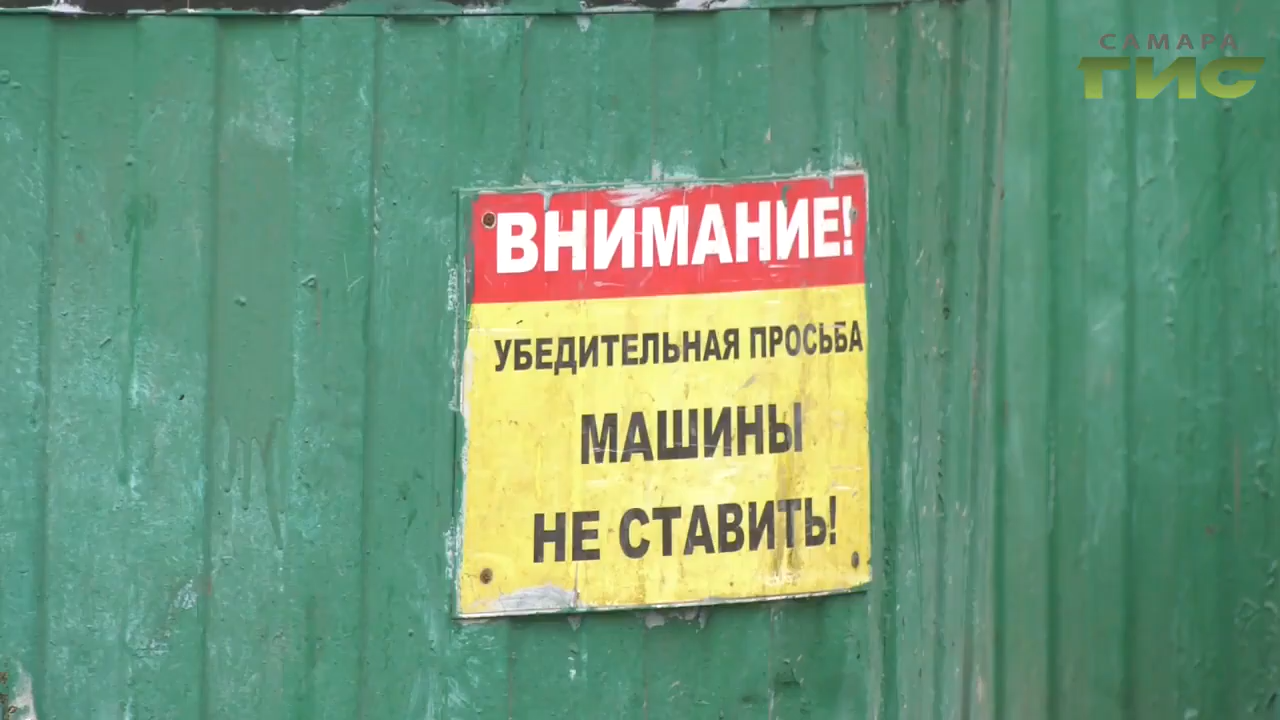 САМАРА
ГИС
ВНИМАНИЕ!
УБЕДИТЕЛЬНАЯ ПРОСЬБА
МАШИНЫ
НЕ СТАВИТЬ!